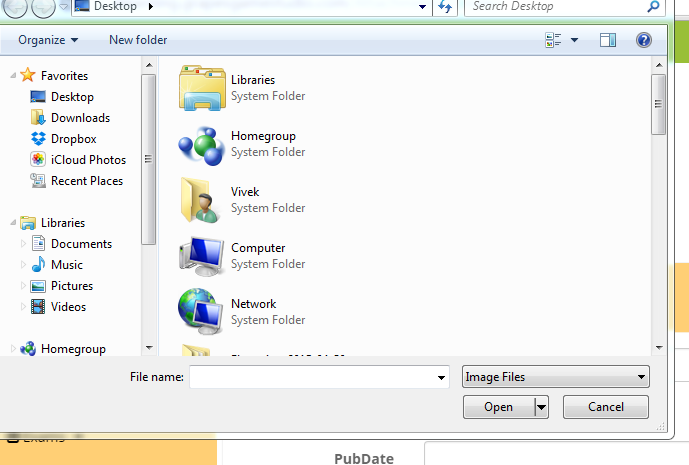 Desktop
Search Desktop
Organize
New folder
Favorites
Desktop
Downloads
Dropbox
iCloud Photos
Recent Places
Libraries
Documents
Music
Pictures
Videos
Homegroup
Libraries
System Folder
Homegroup
System Folder
Vivek
System Folder
Computer
System Folder
Network
System Folder
File name:
Image Files
Open
Cancel
Exams
PubDate